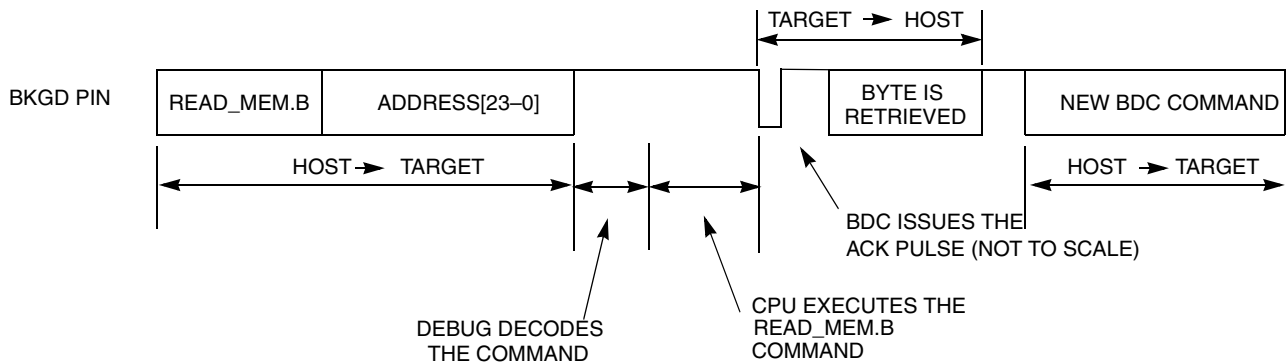 TARGET → HOST
BKGD PIN
READ_MEM.B
ADDRESS[23–0]
BYTE IS
RETRIEVED
NEW BDC COMMAND
HOST → TARGET
HOST → TARGET
BDC ISSUES THE
ACK PULSE (NOT TO SCALE)
DEBUG DECODES
THE COMMAND
CPU EXECUTES THE
READ_MEM.B
COMMAND